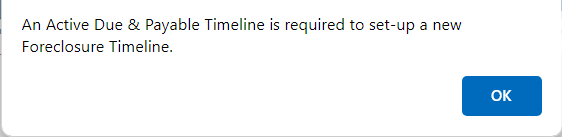 An Active Due & Payable Timeline is required to set-up a new
Foreclosure Timeline.
OK